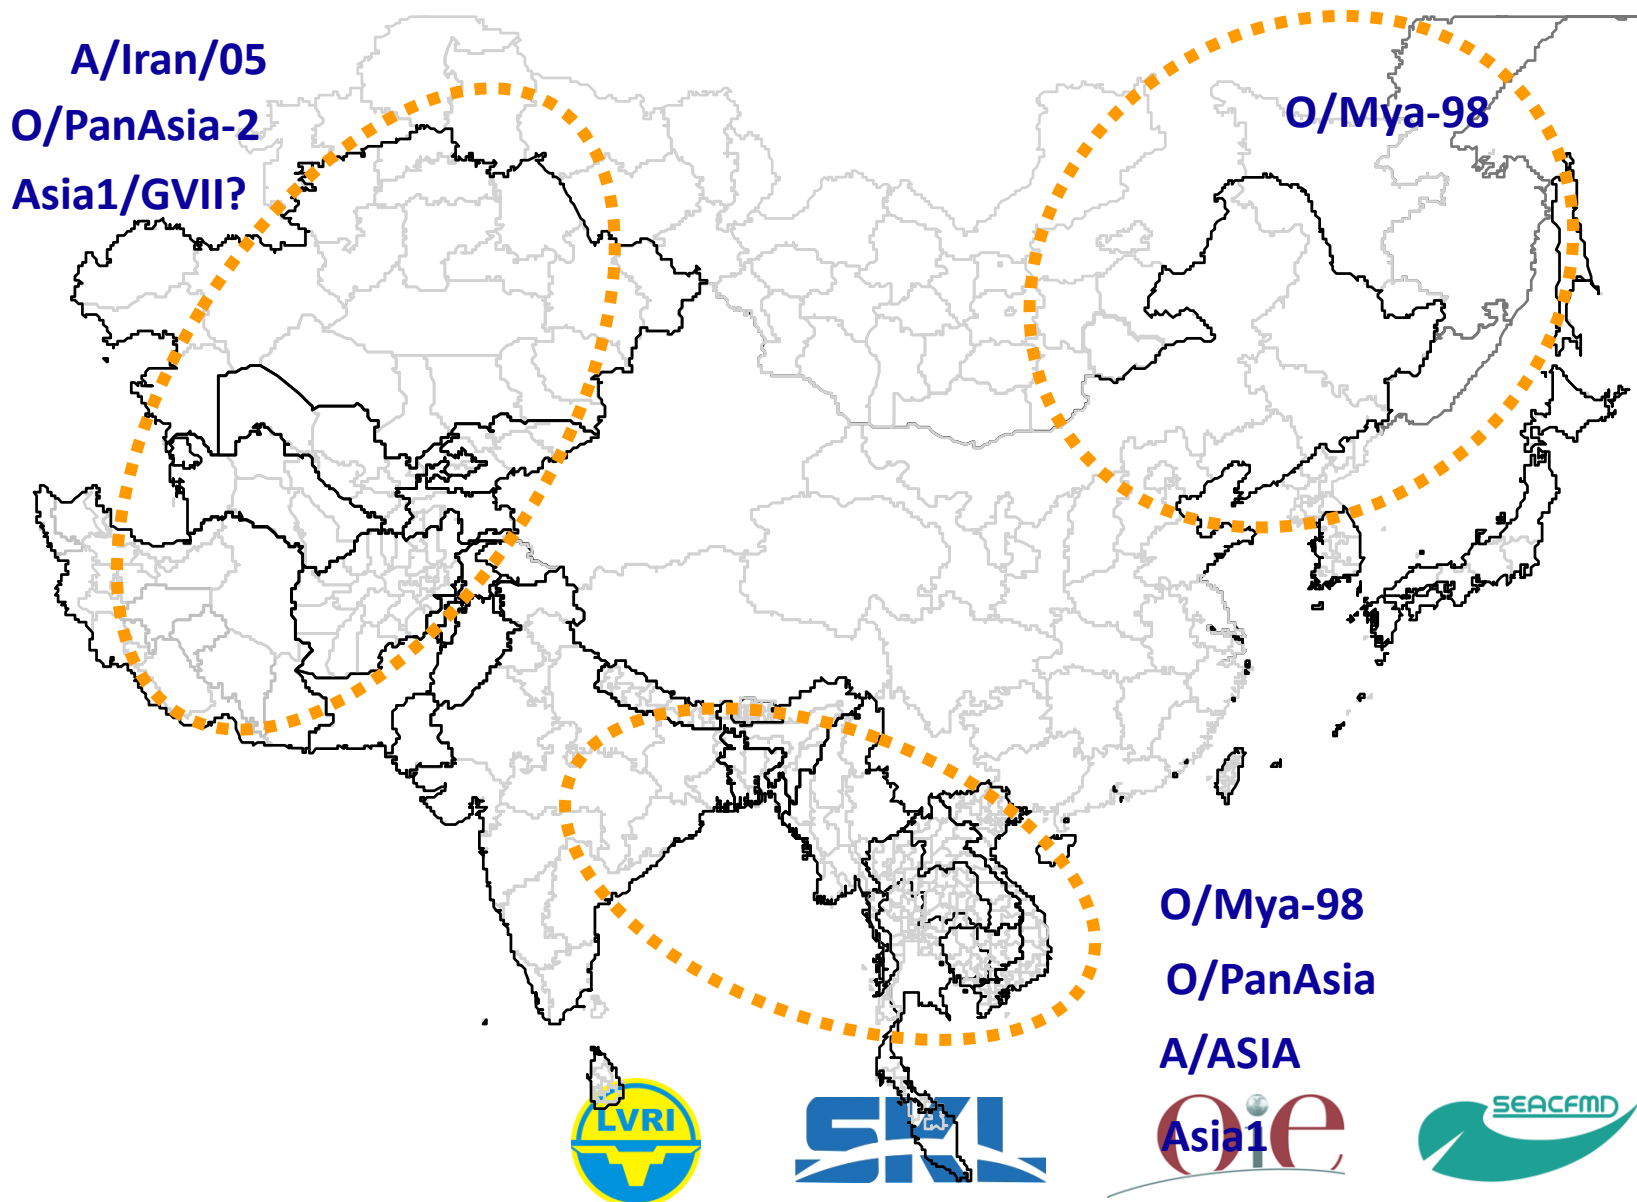 A/Iran/05
O/PanAsia-2
Asia1/GVII?
O/Mya-98
O/Mya-98
O/PanAsia
A/ASIA
Asia1
LVRI
SKL
oie
SEACFMD